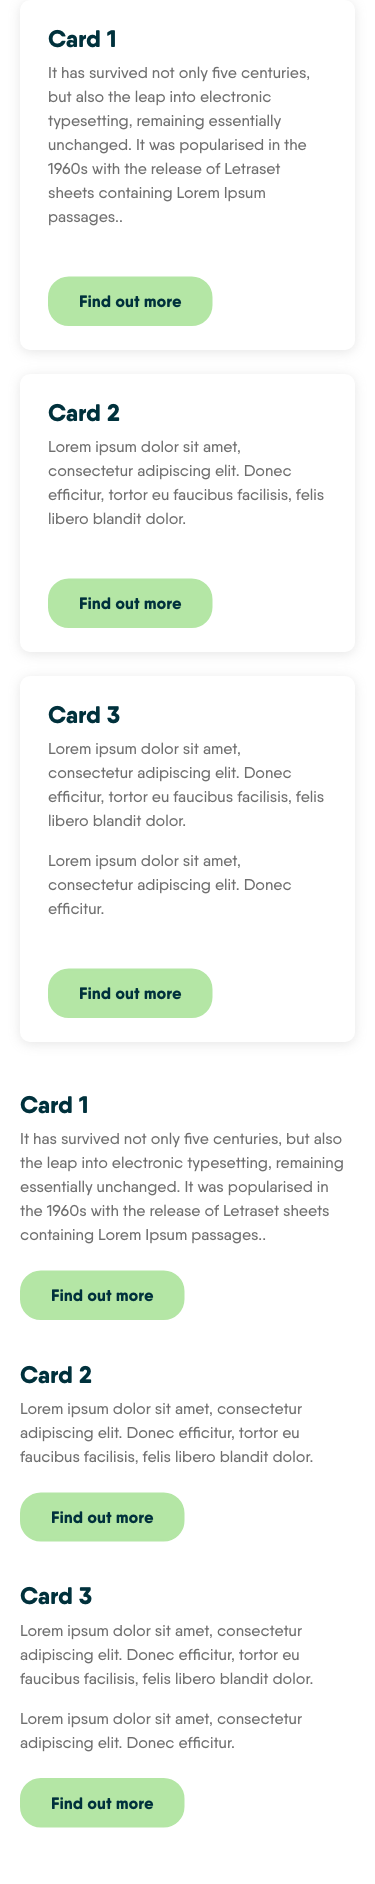 Card 1
It has survived not only five centuries,
but also the leap into electronic
typesetting, remaining essentially
unchanged. It was popularised in the
1960s with the release of Letraset
sheets containing Lorem Ipsum
passages..
Find out more
Card 2
Lorem ipsum dolor sit amet,
consectetur adipiscing elit. Donec
efficitur, tortor eu faucibus facilisis, felis
libero blandit dolor.
Find out more
Card 3
Lorem ipsum dolor sit amet,
consectetur adipiscing elit. Donec
efficitur, tortor eu faucibus facilisis, felis
libero blandit dolor.
Lorem ipsum dolor sit amet,
consectetur adipiscing elit. Donec
efficitur.
Find out more
Card 1
It has survived not only five centuries, but also
the leap into electronic typesetting, remaining
essentially unchanged. It was popularised in
the 1960s with the release of Letraset sheets
containing Lorem Ipsum passages..
Find out more
Card 2
Lorem ipsum dolor sit amet, consectetur
adipiscing elit. Donec efficitur, tortor eu
faucibus facilisis, felis libero blandit dolor.
Find out more
Card 3
Lorem ipsum dolor sit amet, consectetur
adipiscing elit. Donec efficitur, tortor eu
faucibus facilisis, felis libero blandit dolor.
Lorem ipsum dolor sit amet, consectetur
adipiscing elit. Donec efficitur.
Find out more